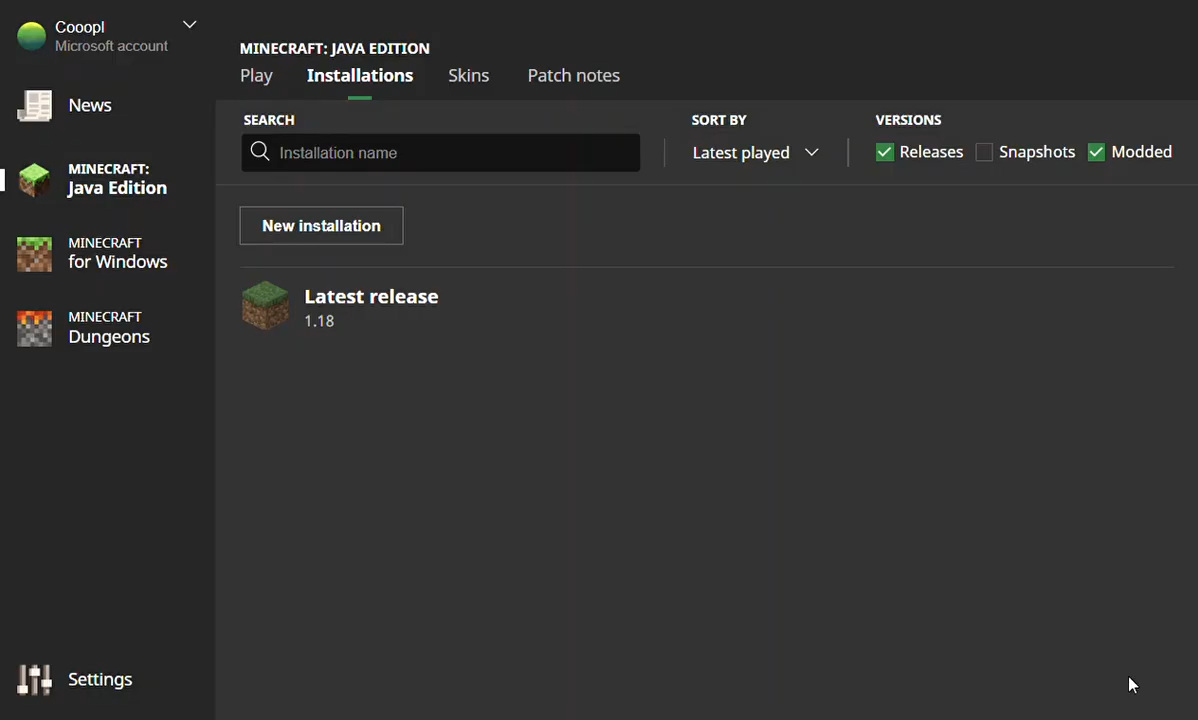 Cooopl
Microsoft account
News
MINECRAFT:
Java Edition
MINECRAFT
for Windows
MINECRAFT
Dungeons
Settings
MINECRAFT: JAVA EDITION
Play Installations Skins Patch notes
SEARCH SORT BY VERSIONS
Installation name Latest played Releases Snapshots Modded
New installation
Latest release
1.18